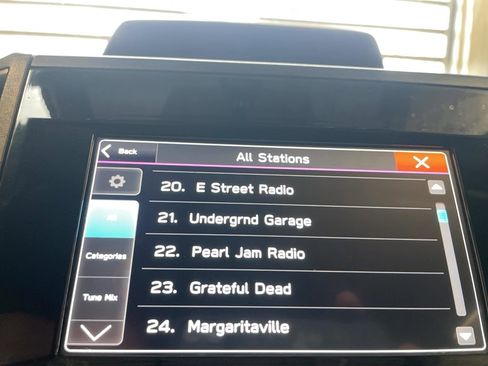 Back
All Stations
20. E Street Radio
All
21. Undergrnd Garage
Categories
22. Pearl Jam Radio
Tune Mix
23. Grateful Dead
24. Margaritaville